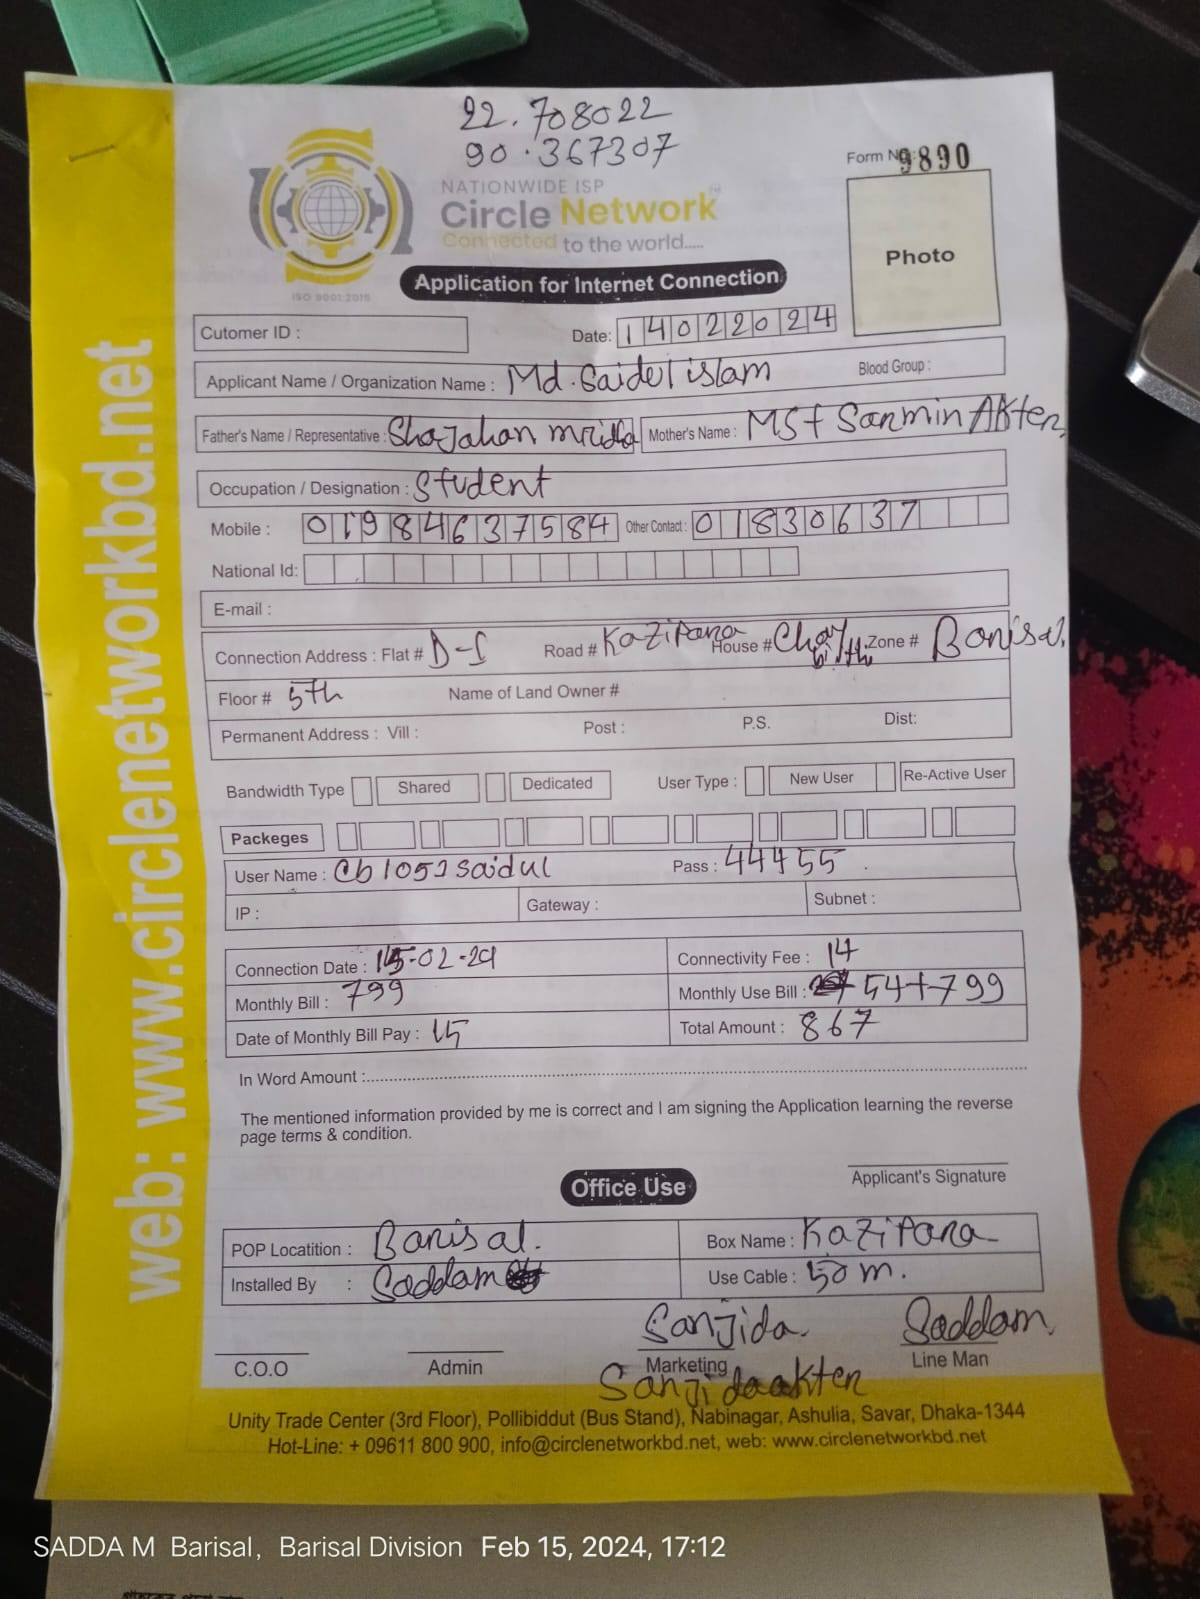 22.708022
90.367307
Form No 9890
NATIONWIDE ISP
Circle Network
Connected to the world.....
ISO 9001:2015
Application for Internet Connection
Photo
Cutomer ID :
Date: 14022024
Applicant Name / Organization Name : Md. Saidul islam Blood Group :
Father's Name / Representative : Shajahan mridha Mother's Name : MSt Sanmin Akter
Occupation / Designation : Student
Mobile : 01984637584 Other Contact : 01830637
National Id:
E-mail :
Connection Address : Flat # D-1 Road # Kazipara House # Zone # Barisal.
Floor # 5th Name of Land Owner #
Permanent Address : Vill : Post : P.S. Dist:
Bandwidth Type Shared Dedicated User Type : New User Re-Active User
Packeges
User Name : Cb1051saidul Pass : 44455
IP : Gateway : Subnet :
Connection Date : 15-02-24 Connectivity Fee : 14
Monthly Bill : 799 Monthly Use Bill : 54+799
Date of Monthly Bill Pay : 15 Total Amount : 867
In Word Amount :
The mentioned information provided by me is correct and I am signing the Application learning the reverse
page terms & condition.
Applicant's Signature
Office Use
POP Locatition : Barisal. Box Name : Kazipara
Installed By : Saddam Use Cable : 50 m.
Sanjida. Saddam
C.O.O Admin Marketing Line Man
Sanjida akter
Unity Trade Center (3rd Floor), Pollibiddut (Bus Stand), Nabinagar, Ashulia, Savar, Dhaka-1344
Hot-Line: + 09611 800 900, info@circlenetworkbd.net, web: www.circlenetworkbd.net
web: www.circlenetworkbd.net
SADDA M Barisal, Barisal Division Feb 15, 2024, 17:12